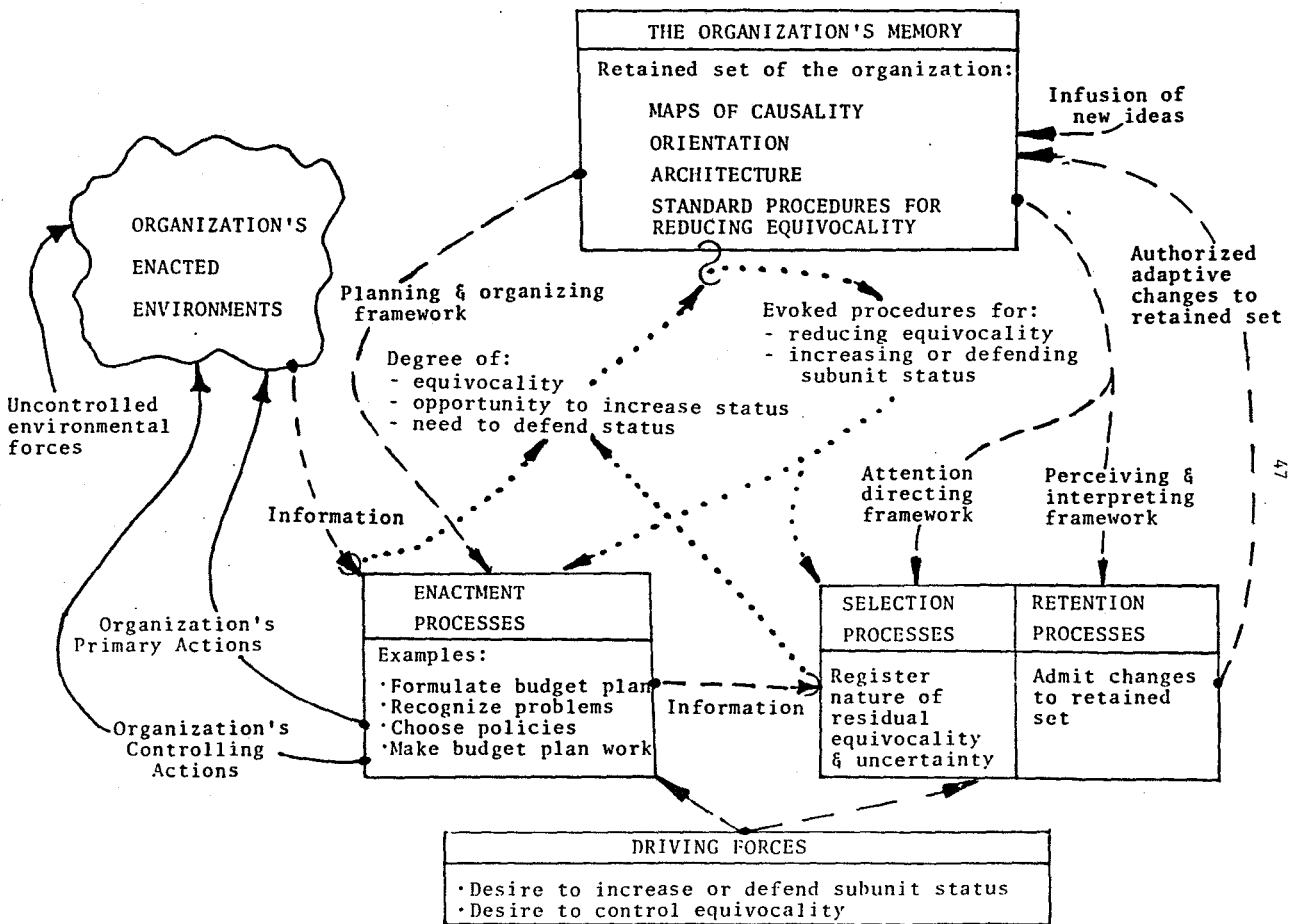 THE ORGANIZATION'S MEMORY
Retained set of the organization:
MAPS OF CAUSALITY
ORIENTATION
ARCHITECTURE
STANDARD PROCEDURES FOR
REDUCING EQUIVOCALITY
Infusion of
new ideas
ORGANIZATION'S
ENACTED
ENVIRONMENTS
Authorized
adaptive
changes to
retained set
Planning & organizing
framework
Evoked procedures for:
- reducing equivocality
- increasing or defending
subunit status
Degree of:
- equivocality
- opportunity to increase status
- need to defend status
Uncontrolled
environmental
forces
47
Attention
directing
framework
Perceiving &
interpreting
framework
Information
ENACTMENT
PROCESSES
Examples:
·Formulate budget plan
·Recognize problems
·Choose policies
·Make budget plan work
Information
SELECTION
PROCESSES
Register
nature of
residual
equivocality
& uncertainty
RETENTION
PROCESSES
Admit changes
to retained
set
Organization's
Primary Actions
Organization's
Controlling
Actions
DRIVING FORCES
·Desire to increase or defend subunit status
·Desire to control equivocality